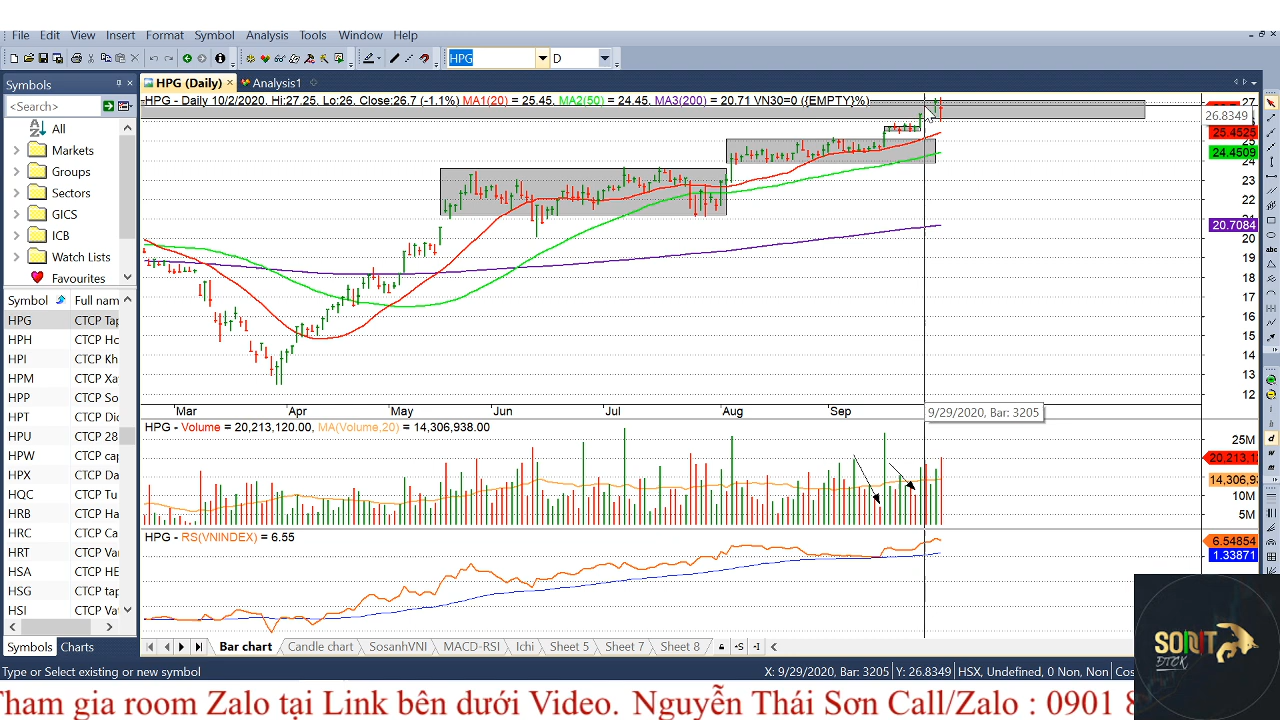 File Edit View Insert Format Symbol Analysis Tools Window Help
HPG D
Symbols
HPG (Daily) Analysis1
<Search>
HPG - Daily 10/2/2020, Hi:27.25, Lo:26, Close:26.7 (-1.1%) MA1(20) = 25.45, MA2(50) = 24.45, MA3(200) = 20.71 VN30=0 ({EMPTY}%)
27
26.8349
25.4525
25
24.4509
24
23
22
21
20.7084
20
19
18
17
16
15
14
13
12
All
Markets
Groups
Sectors
GICS
ICB
Watch Lists
Favourites
Symbol Full nam
HPG CTCP Tap
HPH CTCP Ho
HPI CTCP Kh
HPM CTCP Xa
HPP CTCP So
HPT CTCP Dic
HPU CTCP 28
HPW CTCP cap
HPX CTCP Da
HQC CTCP Tu
HRB CTCP Ha
HRC CTCP Ca
HRT CTCP Va
HSA CTCP HE
HSG CTCP tap
HSI CTCP Va
Mar Apr May Jun Jul Aug Sep
9/29/2020, Bar: 3205
HPG - Volume = 20,213,120.00, MA(Volume,20) = 14,306,938.00
25M
20,213,1
14,306,9
10M
5M
HPG - RS(VNINDEX) = 6.55
6.54854
1.33871
Symbols Charts
Bar chart Candle chart SosanhVNI MACD-RSI Ichi Sheet 5 Sheet 7 Sheet 8
Type or Select existing or new symbol
X: 9/29/2020, Bar: 3205 Y: 26.8349 HSX, Undefined, 0 Non, Non Cos
abc
SONT
DTCK
Tham gia room Zalo tại Link bên dưới Video. Nguyễn Thái Sơn Call/Zalo : 0901 8